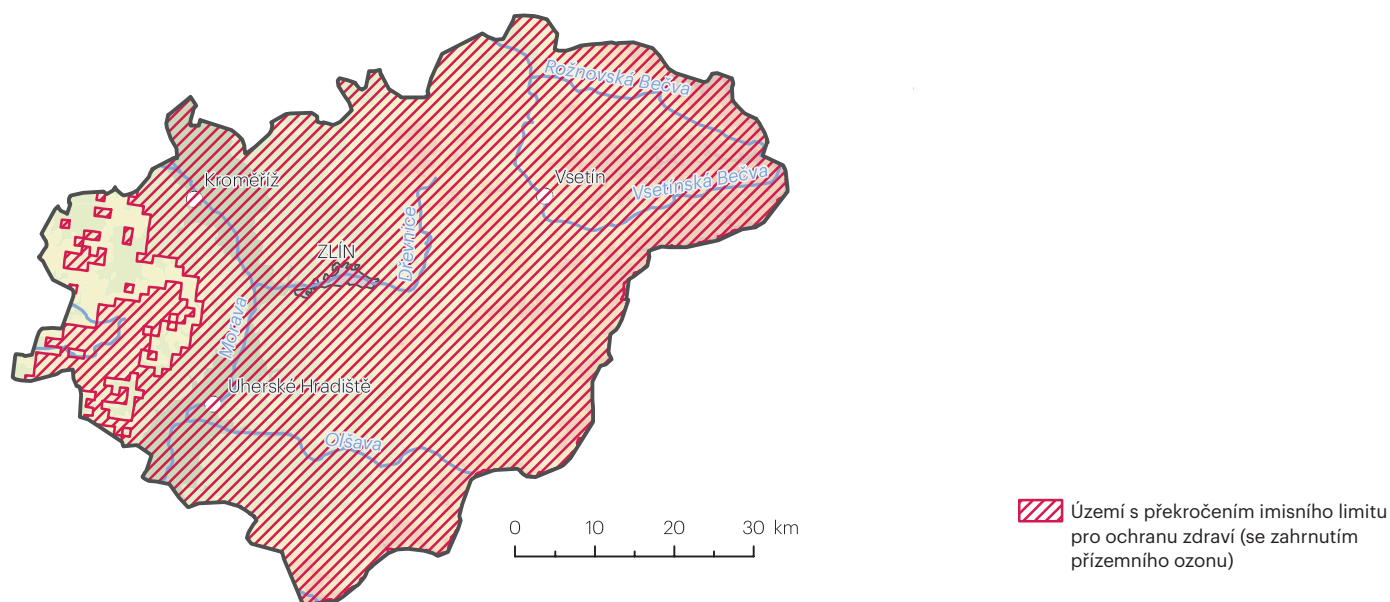 Rožnovská Bečva
Kroměříž
Vsetín
Vsetínská Bečva
Dřevnice
ZLÍN
Morava
Uherské Hradiště
Olšava
0 10 20 30 km
Území s překročením imisního limitu
pro ochranu zdraví (se zahrnutím
přízemního ozonu)